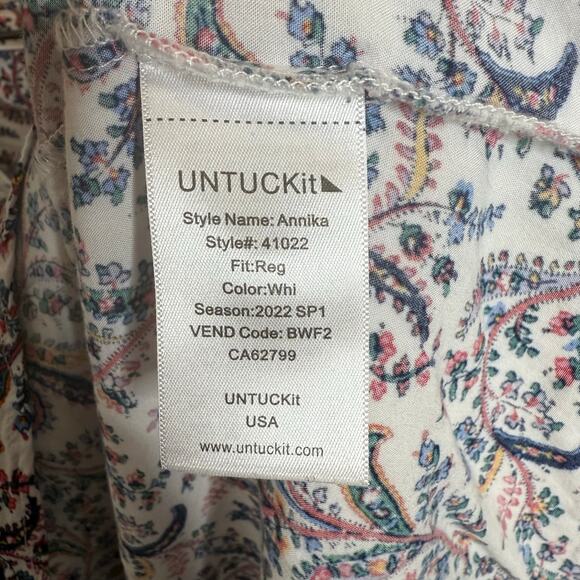 UNTUCKit
Style Name: Annika
Style#: 41022
Fit:Reg
Color:Whi
Season:2022 SP1
VEND Code: BWF2
CA62799
UNTUCKit
USA
www.untuckit.com